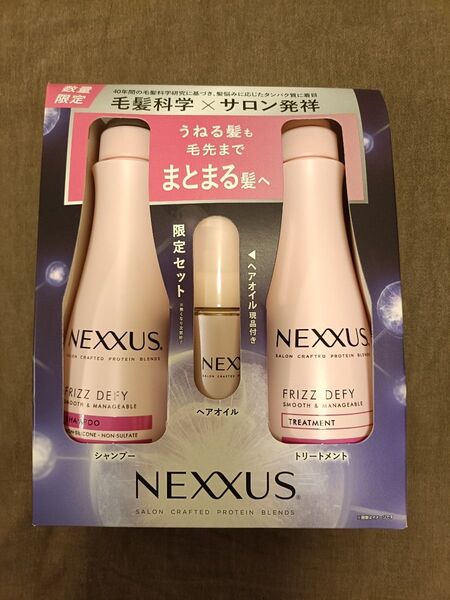 数量
限定
40年間の毛髪科学研究に基づき、髪悩みに応じたタンパク質に着目
毛髪科学×サロン発祥
うねる髪も
毛先まで
まとまる髪へ
限定セット
◀ヘアオイル現品付き
NEXXUS
SALON CRAFTED PROTEIN BLENDS
FRIZZ DEFY
SMOOTH & MANAGEABLE
SHAMPOO
NON-SILICONE・NON-SULFATE
シャンプー
NEXX
SALON CRAFTED
ヘアオイル
NEXXUS
SALON CRAFTED PROTEIN BLENDS
FRIZZ DEFY
SMOOTH & MANAGEABLE
TREATMENT
トリートメント
NEXXUS
SALON CRAFTED PROTEIN BLENDS